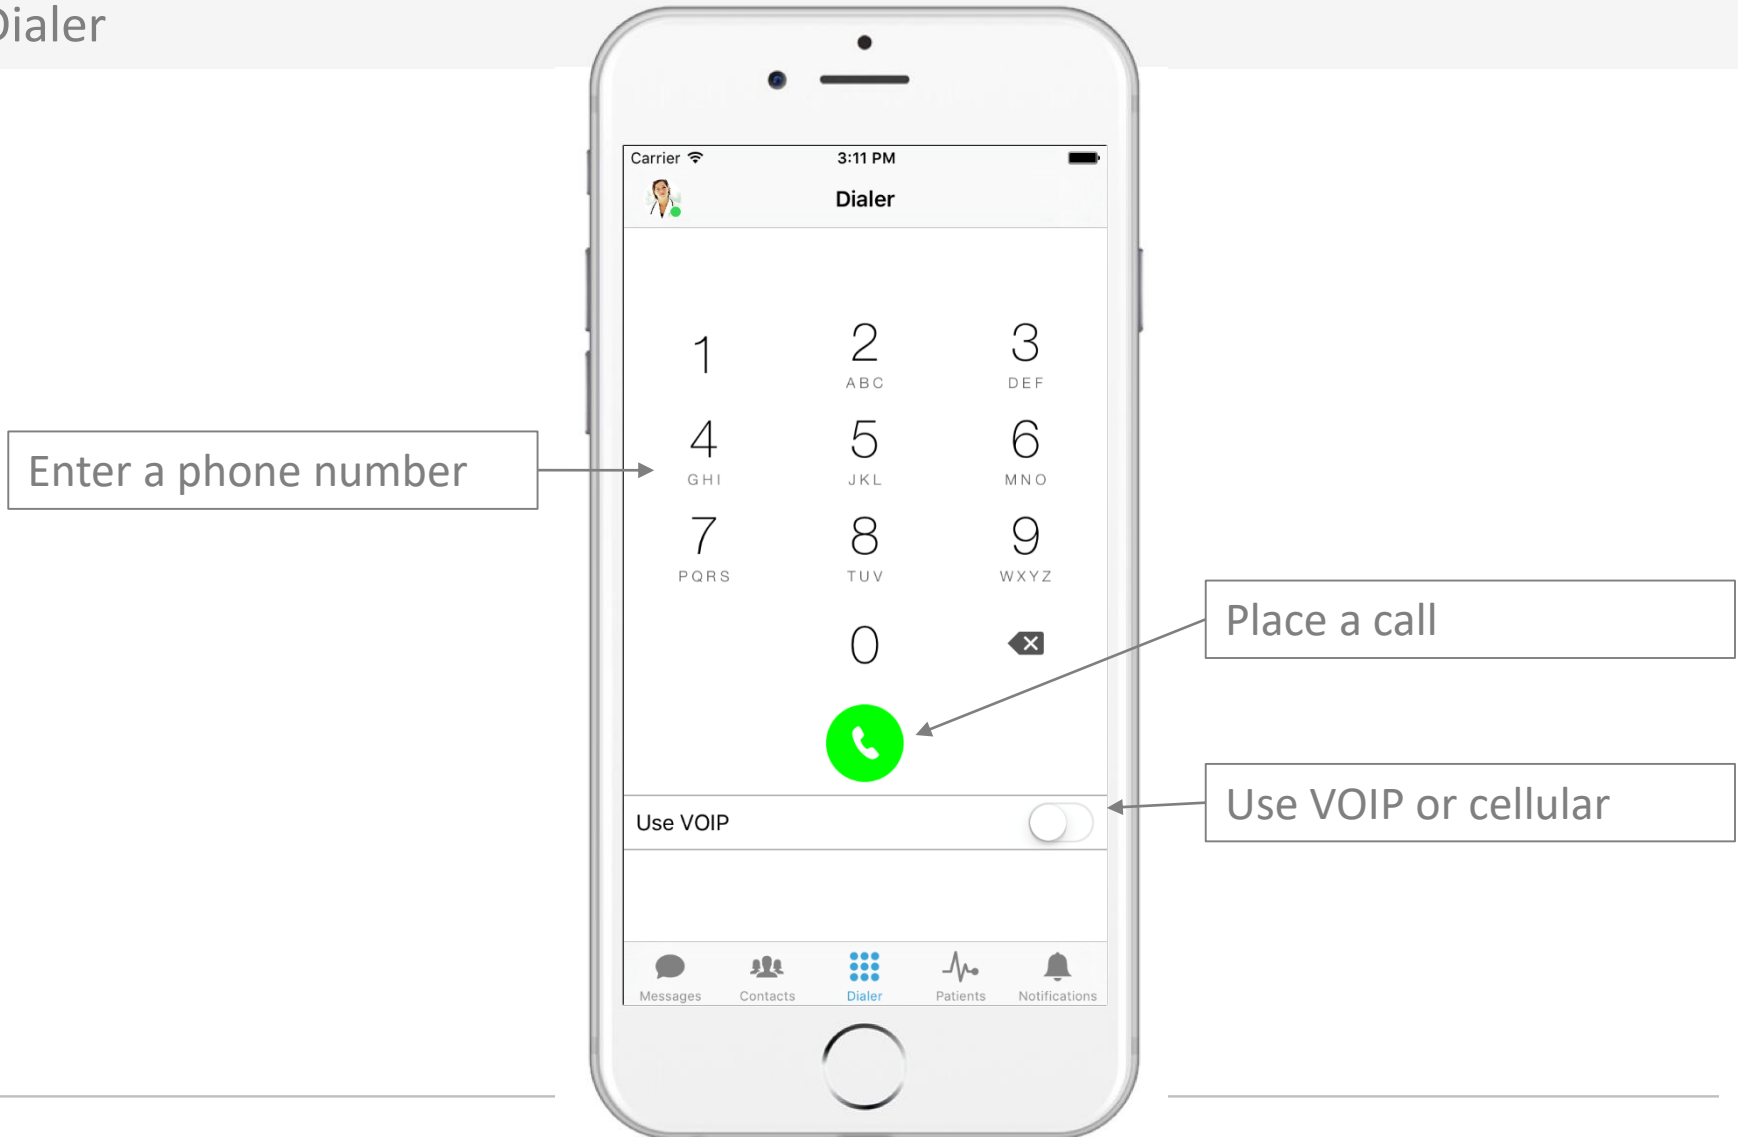 Dialer
Carrier
3:11 PM
Dialer
1
2
3
ABC
DEF
4
5
6
GHI
JKL
MNO
Enter a phone number
7
8
9
PQRS
TUV
WXYZ
0
Place a call
Use VOIP
Use VOIP or cellular
Messages
Contacts
Dialer
Patients
Notifications